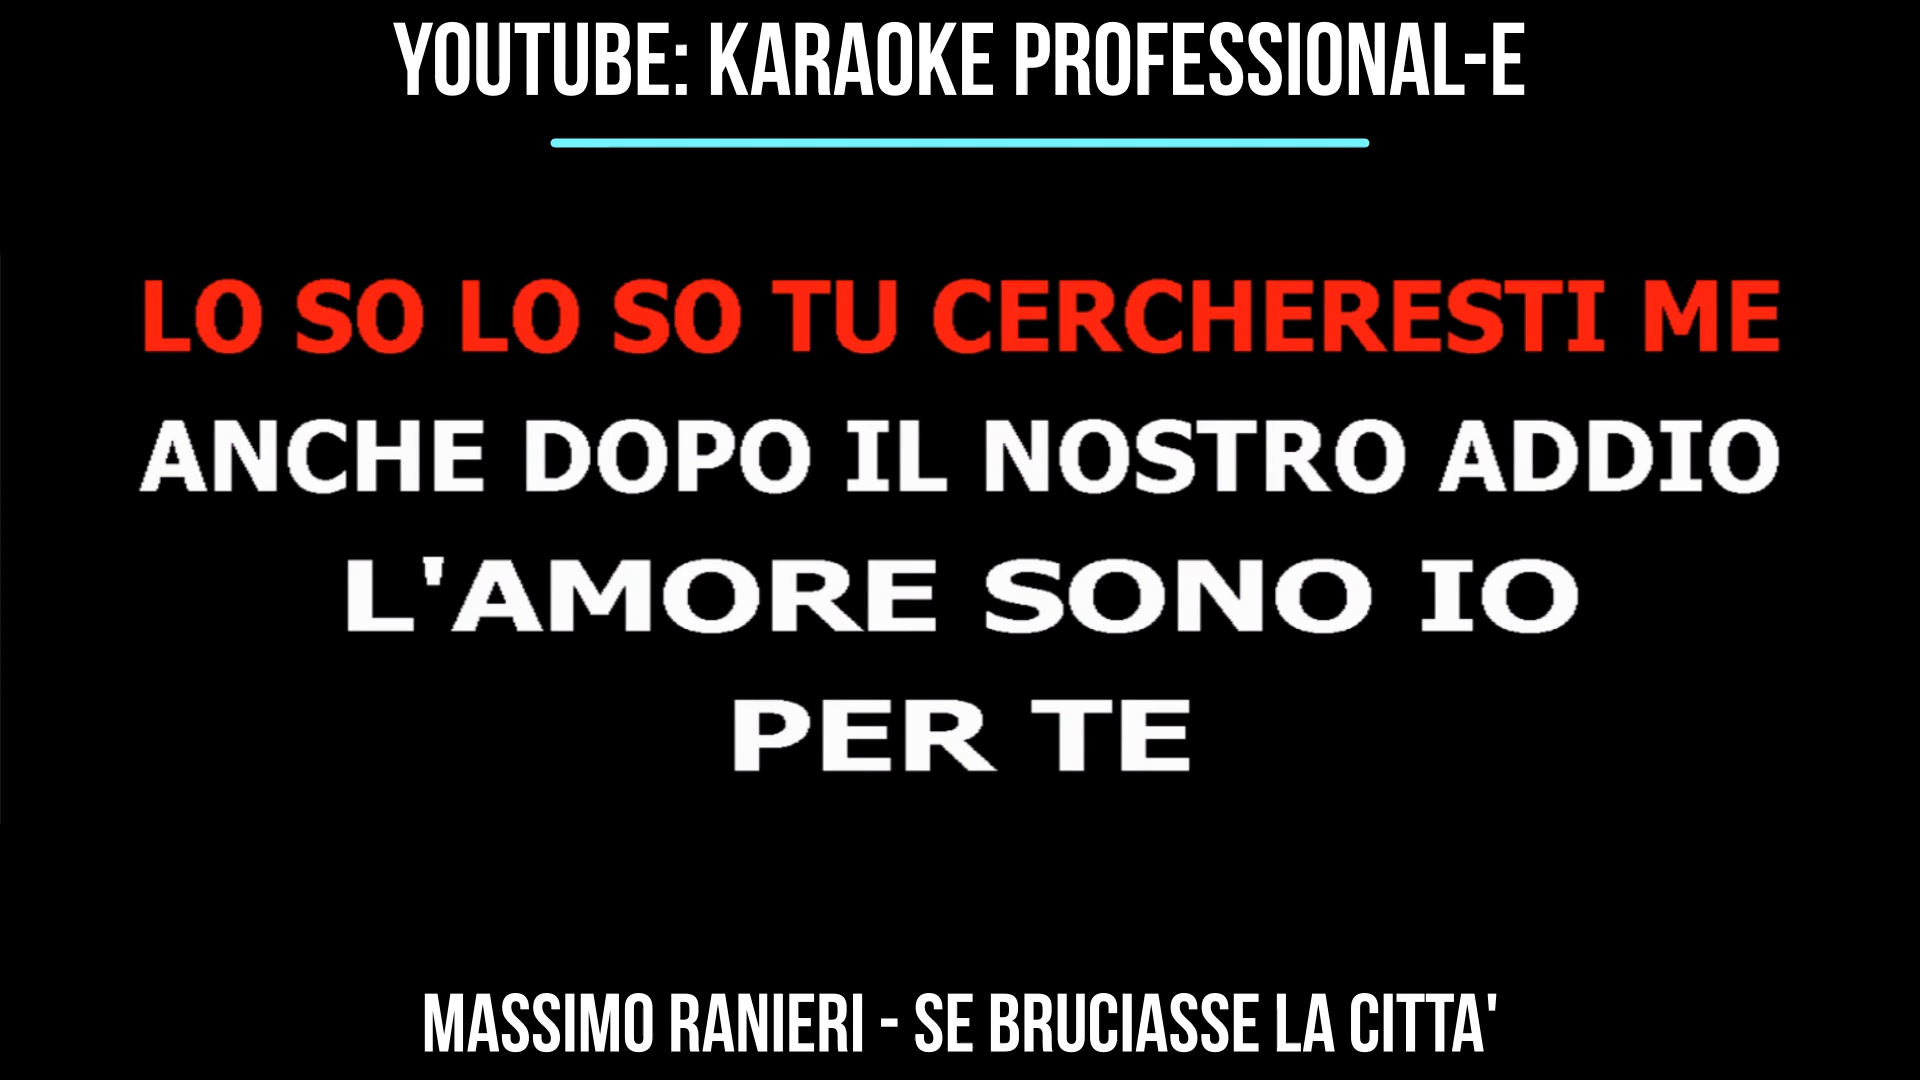 YOUTUBE: KARAOKE PROFESSIONAL-E
LO SO LO SO TU CERCHERESTI ME
ANCHE DOPO IL NOSTRO ADDIO
L'AMORE SONO IO
PER TE
MASSIMO RANIERI - SE BRUCIASSE LA CITTA'